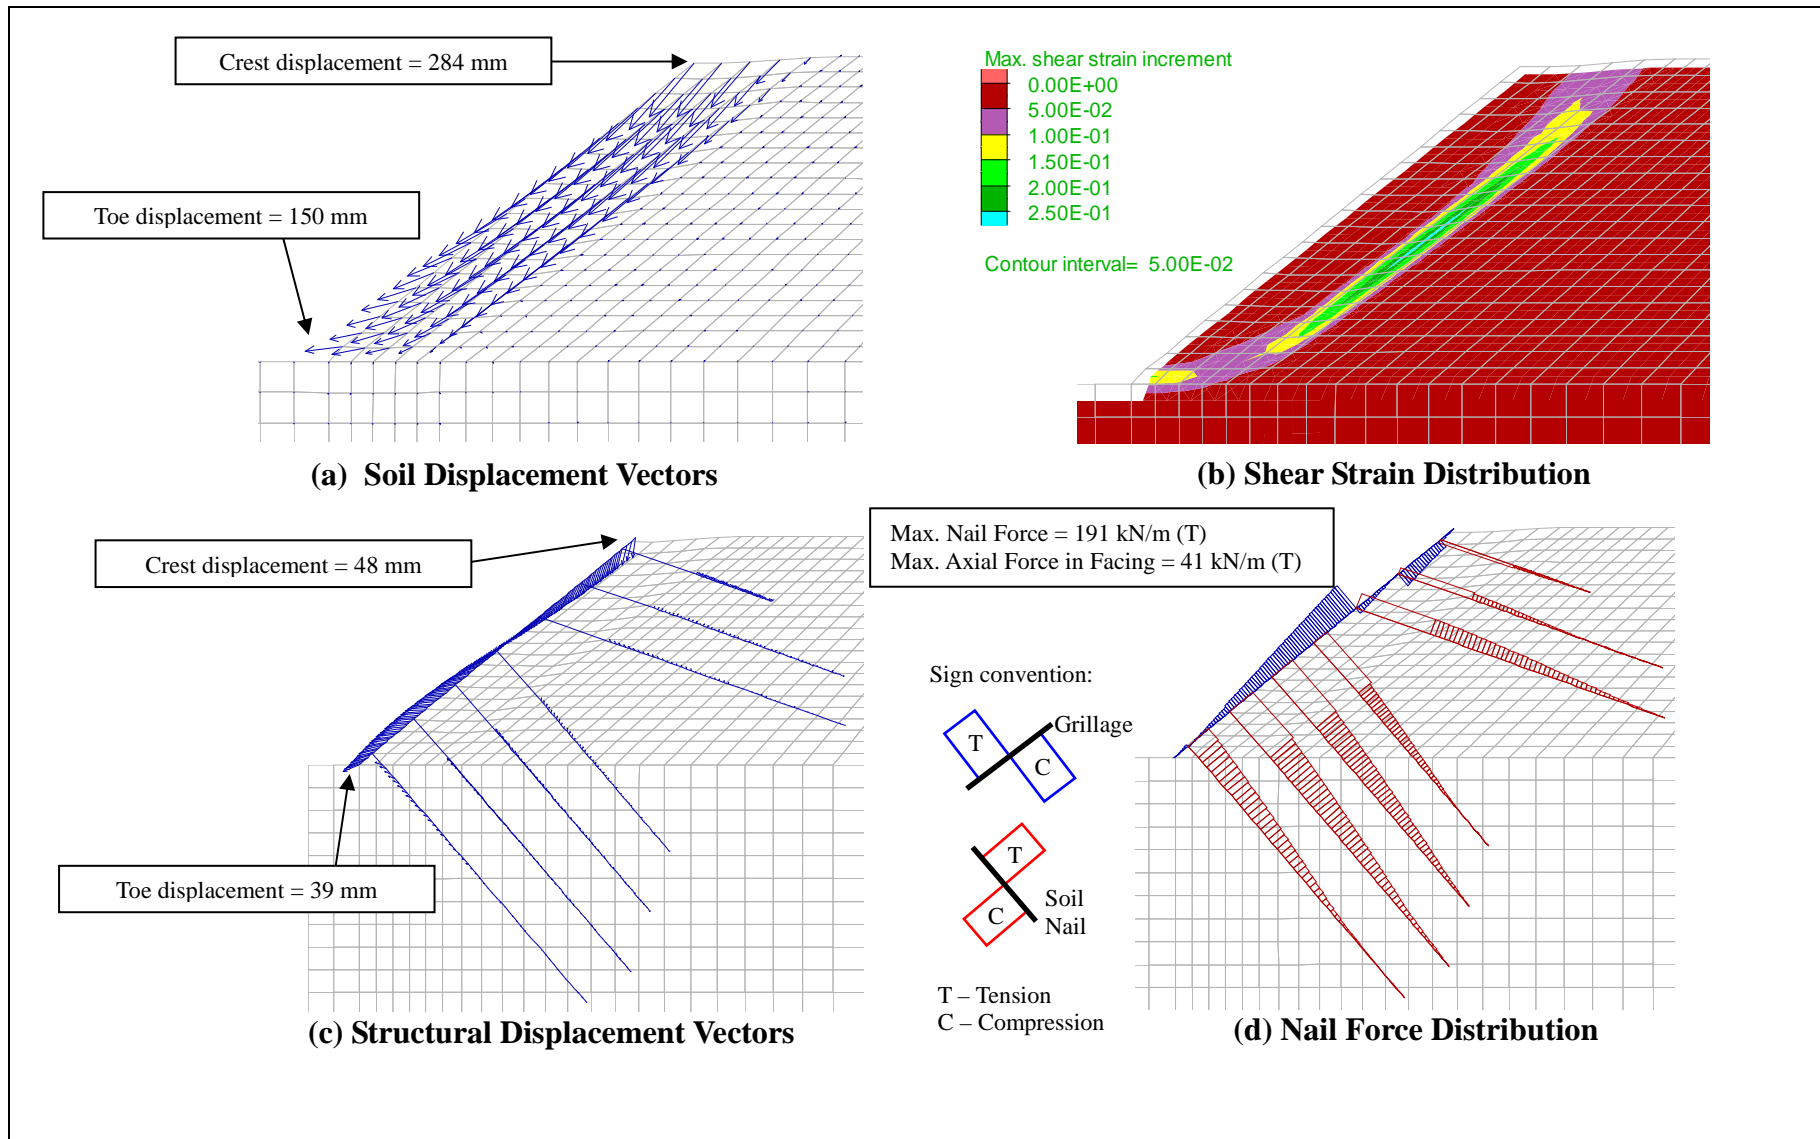 Crest displacement = 284 mm
Toe displacement = 150 mm
(a) Soil Displacement Vectors
Max. shear strain increment
0.00E+00
5.00E-02
1.00E-01
1.50E-01
2.00E-01
2.50E-01
Contour interval= 5.00E-02
(b) Shear Strain Distribution
Crest displacement = 48 mm
Toe displacement = 39 mm
(c) Structural Displacement Vectors
Max. Nail Force = 191 kN/m (T)
Max. Axial Force in Facing = 41 kN/m (T)
Sign convention:
Grillage
T
C
T
C
Soil
Nail
T – Tension
C – Compression
(d) Nail Force Distribution